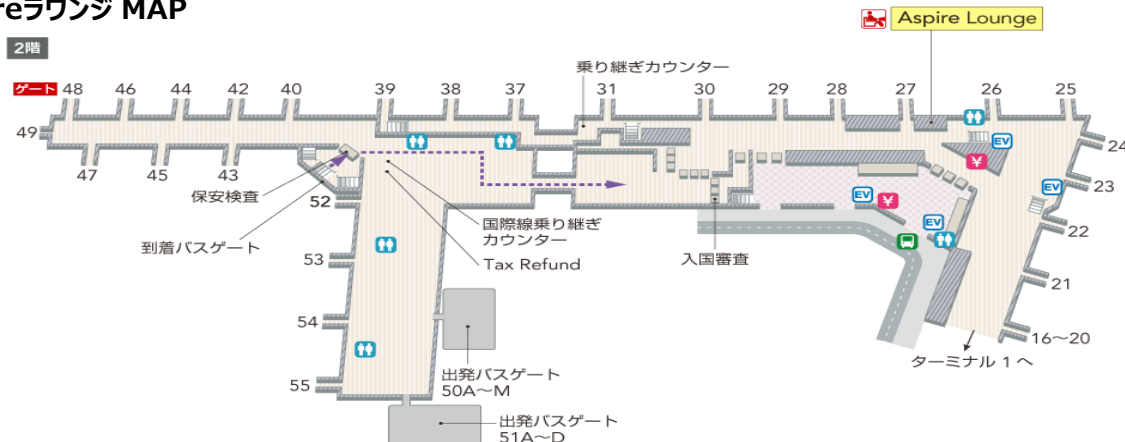 reラウンジ MAP
Aspire Lounge
2階
乗り継ぎカウンター
ゲート 48 46 44 42 40 39 38 37 31 30 29 28 27 26 25
49
24
47 45 43
保安検査
52
到着バスゲート
国際線乗り継ぎ
カウンター
Tax Refund
入国審査
EV
¥
EV
¥
EV
EV
23
22
21
16〜20
ターミナル 1 へ
53
54
55
出発バスゲート
50A〜M
出発バスゲート
51A〜D